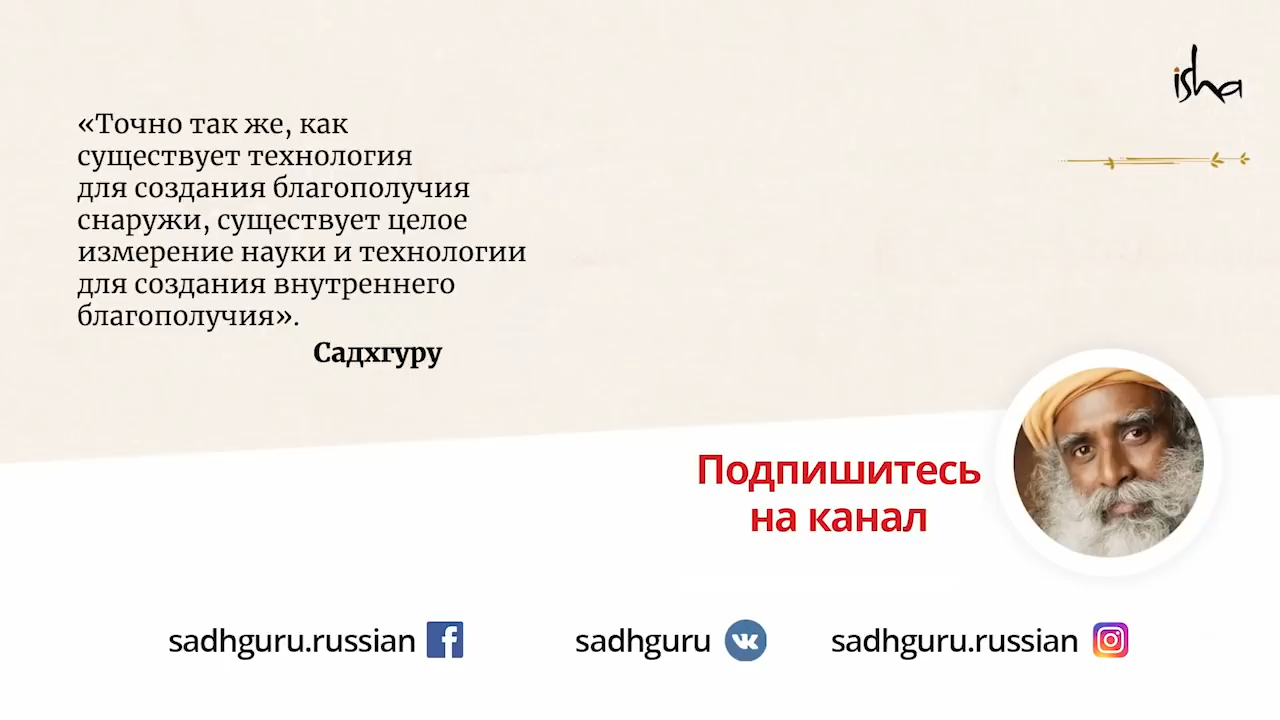 isha
«Точно так же, как
существует технология
для создания благополучия
снаружи, существует целое
измерение науки и технологии
для создания внутреннего
благополучия».
Садхгуру
Подпишитесь
на канал
sadhguru.russian
sadhguru
sadhguru.russian